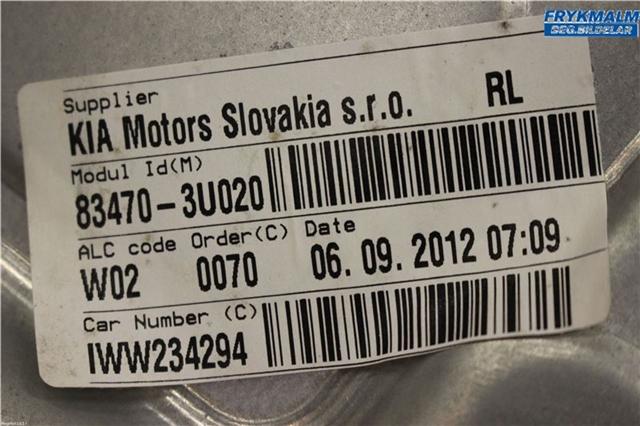 FRYKMALM
BEG.BILDELAR
Supplier
KIA Motors Slovakia s.r.o. RL
Modul Id(M)
83470-3U020
ALC code Order(C) Date
W02 0070 06. 09. 2012 07:09
Car Number (C)
IWW234294